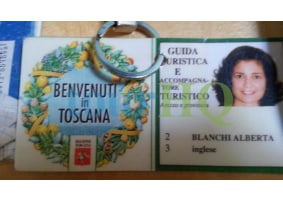 BENVENUTI
in
TOSCANA
GUIDA
TURISTICA
E
ACCOMPAGNA-
TORE
TURISTICO
2 BLANCHI ALBERTA
3 inglese